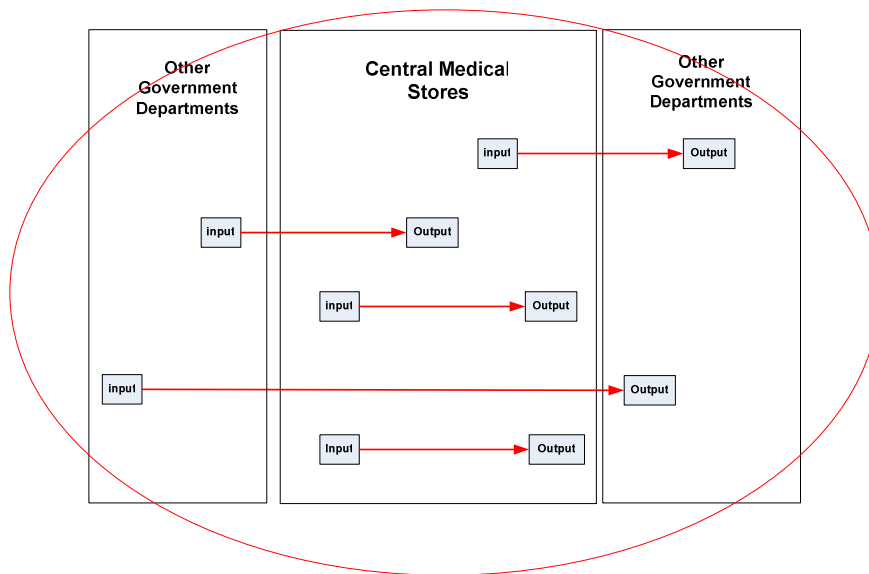 Other
Government
Departments
Central Medical
Stores
Other
Government
Departments
input
Output
input
Output
input
Output
input
Output
Input
Output